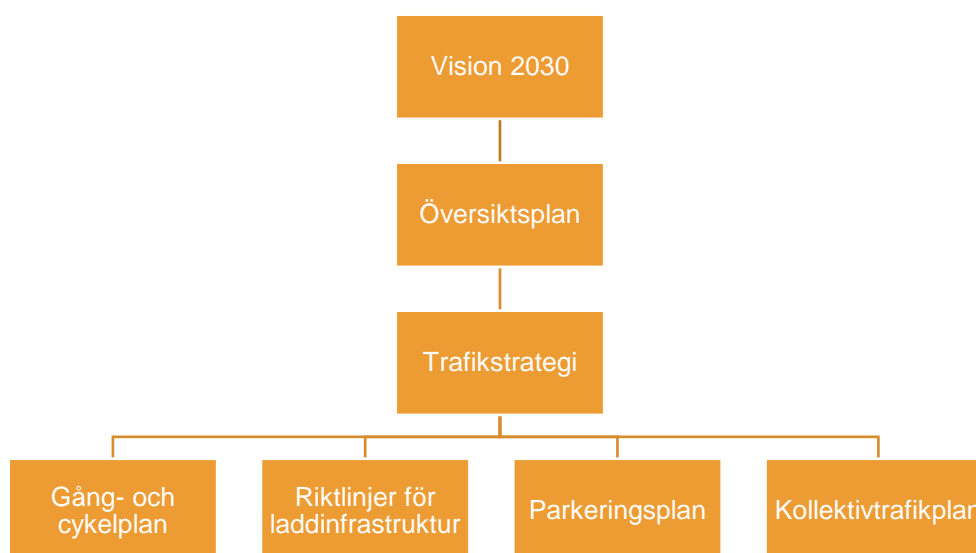 Vision 2030
Översiktsplan
Trafikstrategi
Gång- och
cykelplan
Riktlinjer för
laddinfrastruktur
Parkeringsplan
Kollektivtrafikplan